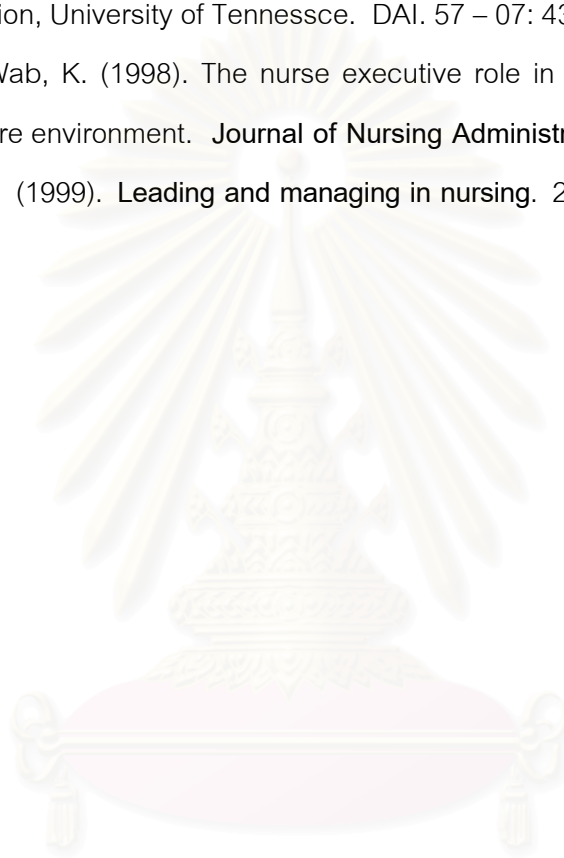 ion, University of Tennessce. DAI. 57 – 07: 43
Wab, K. (1998). The nurse executive role in
re environment. Journal of Nursing Administr
(1999). Leading and managing in nursing. 2